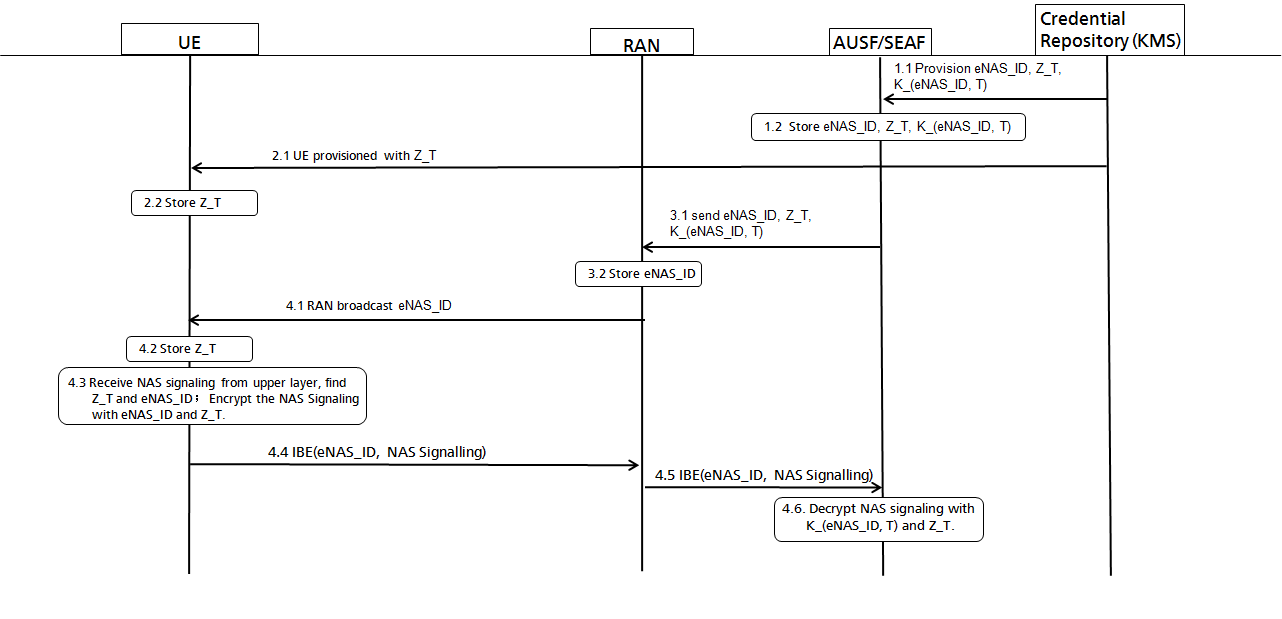 UE
RAN
AUSF/SEAF
Credential
Repository (KMS)
1.1 Provision eNAS_ID, Z_T,
K_(eNAS_ID, T)
1.2 Store eNAS_ID, Z_T, K_(eNAS_ID, T)
2.1 UE provisioned with Z_T
2.2 Store Z_T
3.1 send eNAS_ID, Z_T,
K_(eNAS_ID, T)
3.2 Store eNAS_ID
4.1 RAN broadcast eNAS_ID
4.2 Store Z_T
4.3 Receive NAS signaling from upper layer, find
Z_T and eNAS_ID； Encrypt the NAS Signaling
with eNAS_ID and Z_T.
4.4 IBE(eNAS_ID, NAS Signalling)
4.5 IBE(eNAS_ID, NAS Signalling)
4.6. Decrypt NAS signaling with
K_(eNAS_ID, T) and Z_T.